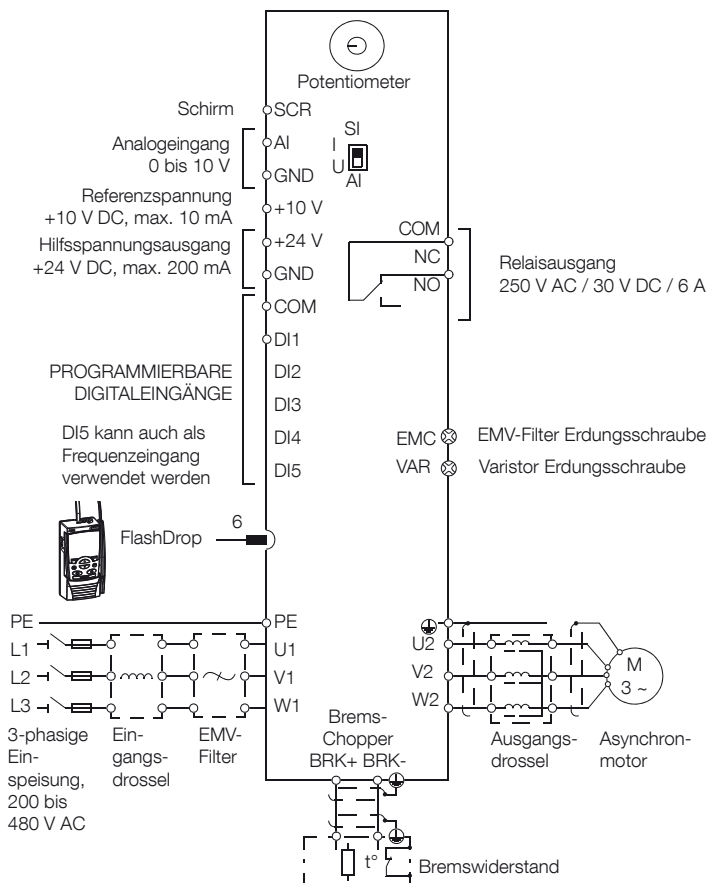 Potentiometer
Schirm
SCR
SI
Analogeingang
0 bis 10 V
AI
I
U
AI
GND
Referenzspannung
+10 V DC, max. 10 mA
+10 V
Hilfsspannungsausgang
+24 V DC, max. 200 mA
+24 V
GND
COM
NC
NO
Relaisausgang
250 V AC / 30 V DC / 6 A
COM
DI1
PROGRAMMIERBARE
DIGITALEINGÄNGE
DI2
DI3
DI4
DI5
DI5 kann auch als
Frequenzeingang
verwendet werden
EMC
EMV-Filter Erdungsschraube
VAR
Varistor Erdungsschraube
FlashDrop
6
PE
PE
L1
U1
U2
L2
V1
V2
L3
W1
W2
M
3 ~
3-phasige
Ein-
speisung,
200 bis
480 V AC
Ein-
gangs-
drossel
EMV-
Filter
Brems-
Chopper
BRK+ BRK-
Ausgangs-
drossel
Asynchron-
motor
t°
Bremswiderstand